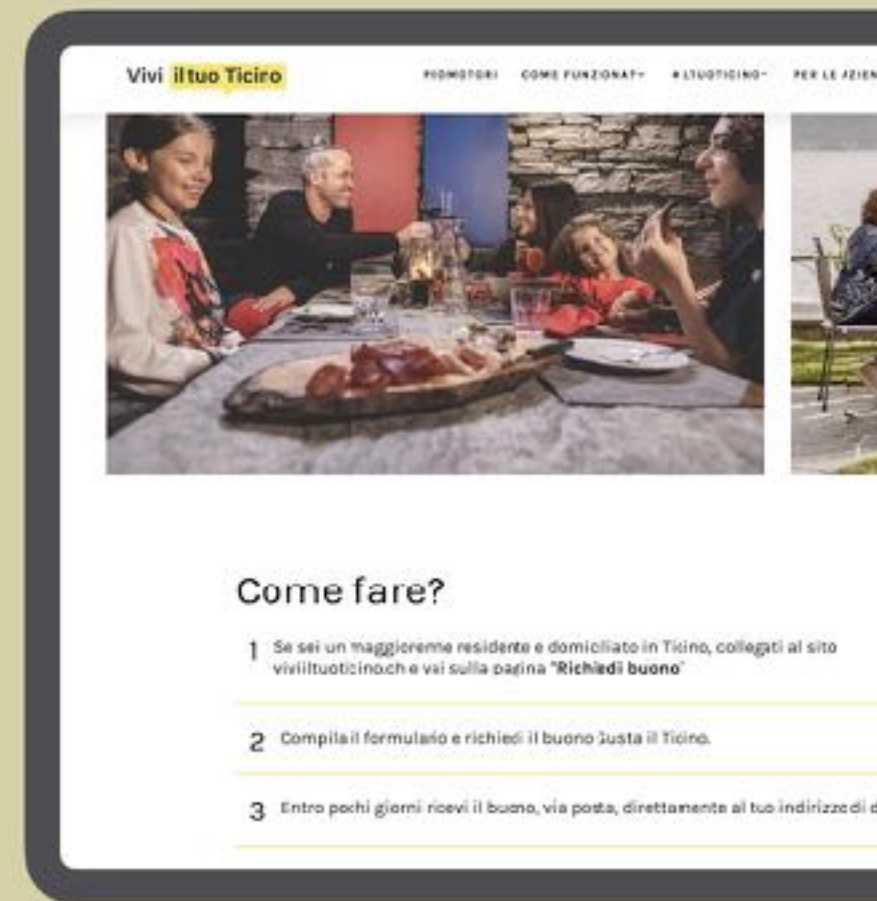 Vivi il tuo Ticiro
PROMOTORI COME FUNZIONA? PER LE
Come fare?
1 Se sei un maggiorenne residente e domiciliato in Ticino, collegati al sito
viviiltuoticino.ch e vai sulla pagina "Richiedi buono"
2 Compila il formulario e richiedi il buono Gusta il Ticino.
3 Entro pochi giorni ricevi il buono, via posta, direttamente al tuo indirizzo di d